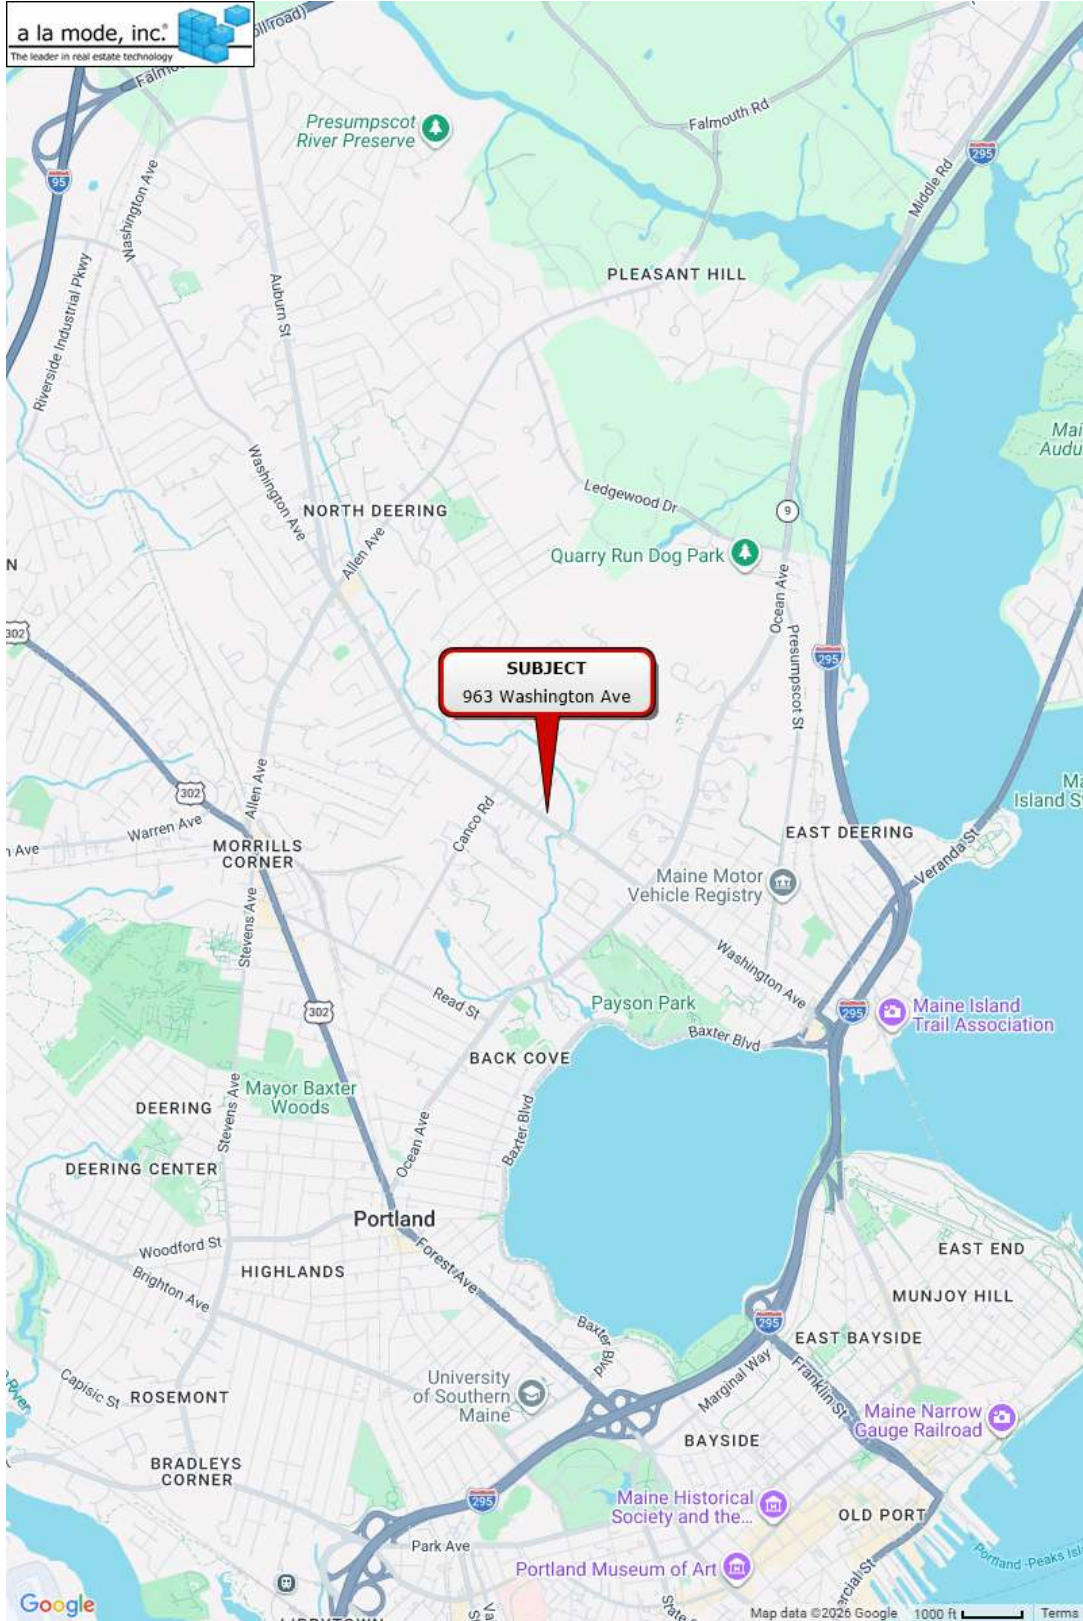 a la mode, inc.®
The leader in real estate technology
Falmouth Rd
Presumpscot
River Preserve
295
95
Middle Rd
Washington Ave
PLEASANT HILL
Riverside Industrial Pkwy
Auburn St
Washington Ave
Ledgewood Dr
NORTH DEERING
9
Allen Ave
Quarry Run Dog Park
Ocean Ave
302
Presumpscot St
295
SUBJECT
963 Washington Ave
302
Allen Ave
Canco Rd
Warren Ave
MORRILLS
CORNER
EAST DEERING
Veranda St
Maine Motor
Vehicle Registry
Stevens Ave
Washington Ave
Read St
Payson Park
302
295
Maine Island
Trail Association
Baxter Blvd
BACK COVE
Mayor Baxter
Woods
DEERING
Stevens Ave
Baxter Blvd
Ocean Ave
DEERING CENTER
Portland
Woodford St
Forest Ave
EAST END
HIGHLANDS
Brighton Ave
MUNJOY HILL
295
Baxter Blvd
EAST BAYSIDE
Marginal Way
Franklin St
University
of Southern
Maine
Capisic St
ROSEMONT
Maine Narrow
Gauge Railroad
BAYSIDE
BRADLEYS
CORNER
295
Maine Historical
Society and the...
OLD PORT
Park Ave
Portland Museum of Art
Google
Map data ©2026 Google
1000 ft
Terms